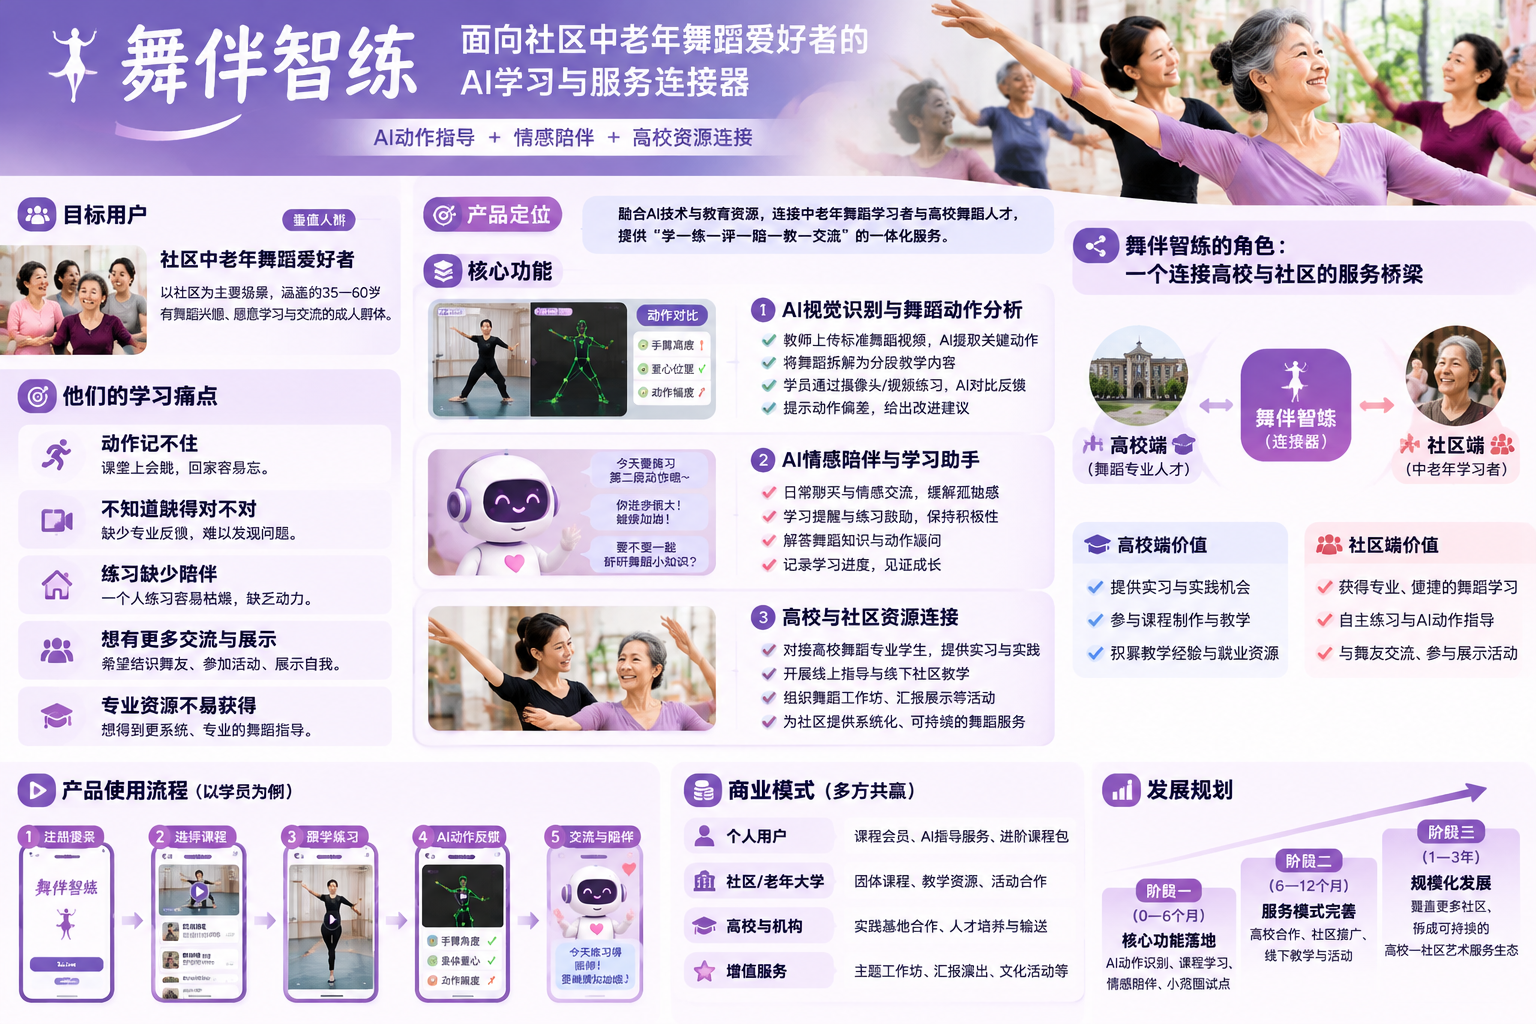 舞伴智练
面向社区中老年舞蹈爱好者的
AI学习与服务连接器
AI动作指导 + 情感陪伴 + 高校资源连接
目标用户
社区中老年舞蹈爱好者
以社区为主要场景，涵盖的35—60岁
有舞蹈兴趣、愿意学习与交流的成人群体。
他们的学习痛点
动作记不住
课堂上会跳，回家容易忘。
不知道跳得对不对
缺少专业反馈，难以发现问题。
练习缺少陪伴
一个人练习容易枯燥，缺乏动力。
想有更多交流与展示
希望结识舞友、参加活动、展示自我。
专业资源不易获得
想得到更系统、专业的舞蹈指导。
产品定位
融合AI技术与教育资源，连接中老年舞蹈学习者与高校舞蹈人才，
提供“学—练—评—陪—教—交流”的一体化服务。
核心功能
动作对比
手臂高度
重心位置
动作幅度
1 AI视觉识别与舞蹈动作分析
教师上传标准舞蹈视频，AI提取关键动作
将舞蹈拆解为分段教学内容
学员通过摄像头/视频练习，AI对比反馈
提示动作偏差，给出改进建议
今天要练习
2 AI情感陪伴与学习助手
日常聊天与情感交流，缓解孤独感
学习提醒与练习鼓励，保持积极性
解答舞蹈知识与动作疑问
记录学习进度，见证成长
3 高校与社区资源连接
对接高校舞蹈专业学生，提供实习与实践
开展线上指导与线下社区教学
组织舞蹈工作坊、汇报展示等活动
为社区提供系统化、可持续的舞蹈服务
舞伴智练的角色：
一个连接高校与社区的服务桥梁
高校端
（舞蹈专业人才）
舞伴智练
（连接器）
社区端
（中老年学习者）
高校端价值
提供实习与实践机会
参与课程制作与教学
积累教学经验与就业资源
社区端价值
获得专业、便捷的舞蹈学习
自主练习与AI动作指导
与舞友交流、参与展示活动
产品使用流程（以学员为例）
1 注册登录
舞伴智练
2 选择课程
3 跟学练习
4 AI动作反馈
手臂角度
身体重心
动作幅度
5 交流与陪伴
商业模式（多方共赢）
个人用户
课程会员、AI指导服务、进阶课程包
社区/老年大学
团体课程、教学资源、活动合作
高校与机构
实践基地合作、人才培养与输送
增值服务
主题工作坊、汇报演出、文化活动等
发展规划
阶段一
（0—6个月）
核心功能落地
AI动作识别、课程学习、
情感陪伴、小范围试点
阶段二
（6—12个月）
服务模式完善
高校合作、社区推广、
线下教学与活动
阶段三
（1—3年）
规模化发展
覆盖更多社区、
形成可持续的
高校—社区艺术服务生态